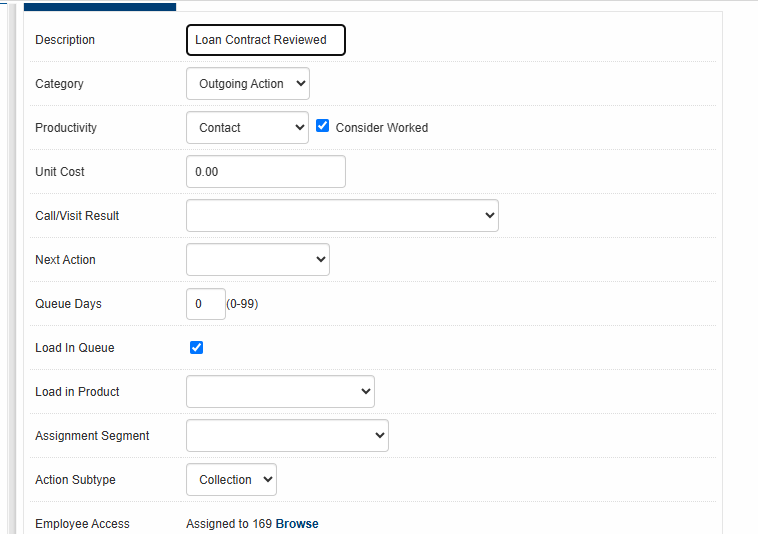 Description Loan Contract Reviewed
Category Outgoing Action
Productivity Contact Consider Worked
Unit Cost 0.00
Call/Visit Result
Next Action
Queue Days 0 (0-99)
Load In Queue
Load in Product
Assignment Segment
Action Subtype Collection
Employee Access Assigned to 169 Browse